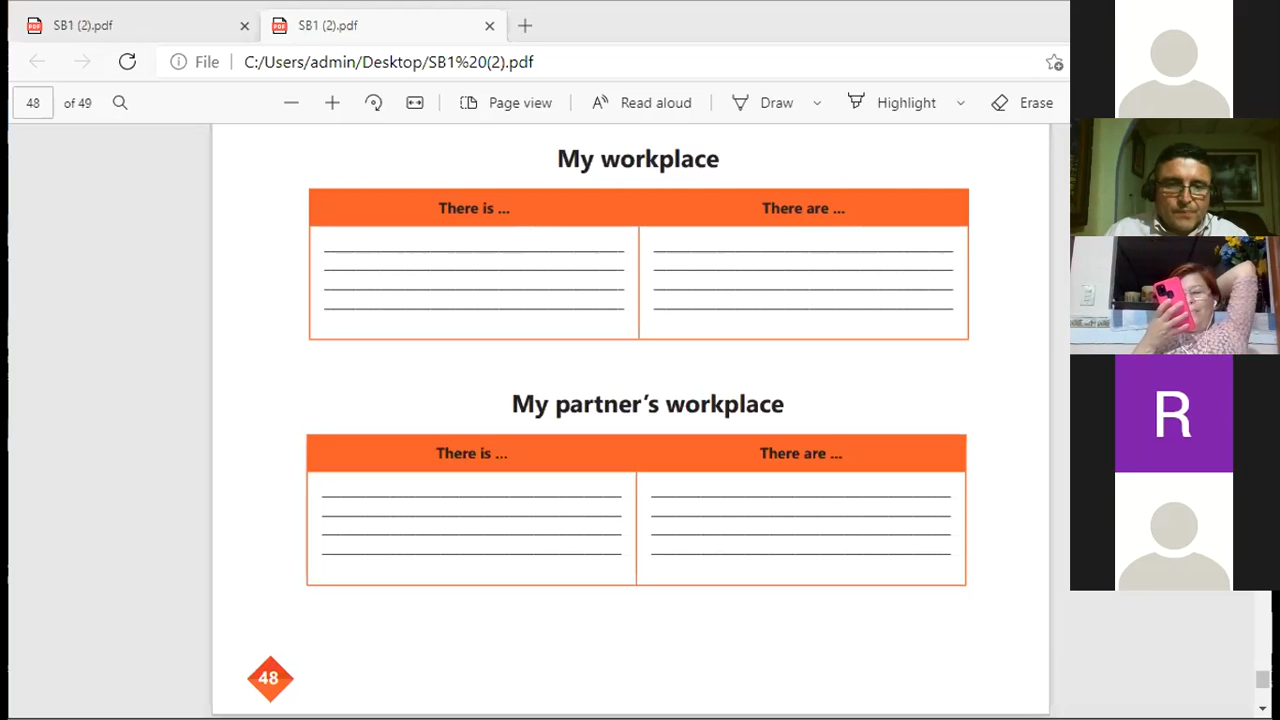 SB1 (2).pdf
SB1 (2).pdf
File
C:/Users/admin/Desktop/SB1%20(2).pdf
48 of 49
Page view
Read aloud
Draw
Highlight
Erase
My workplace
There is ...
There are ...
My partner's workplace
There is ...
There are ...
48
R